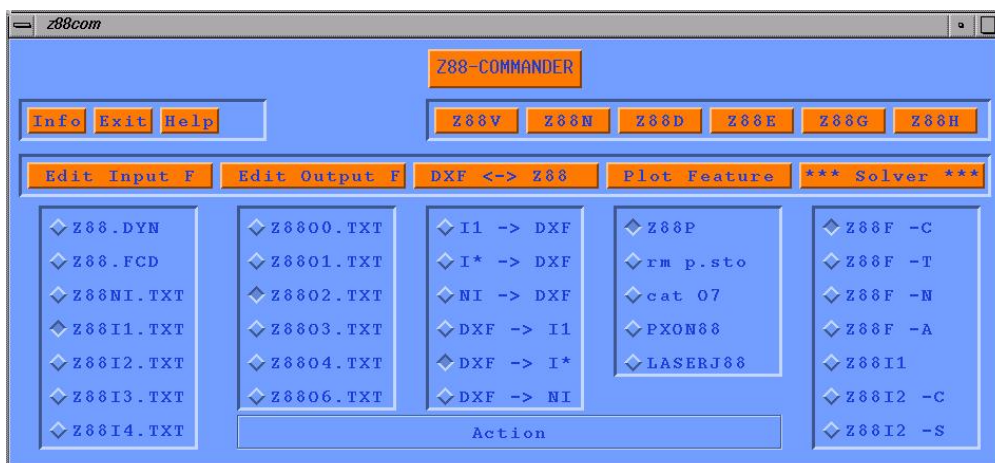 z88com
Z88-COMMANDER
Info Exit Help
Z88V Z88N Z88D Z88E Z88G Z88H
Edit Input F Edit Output F DXF <-> Z88 Plot Feature *** Solver ***
Z88.DYN Z88O0.TXT I1 -> DXF Z88P Z88F -C
Z88.FCD Z88O1.TXT I* -> DXF rm p.sto Z88F -T
Z88NI.TXT Z88O2.TXT NI -> DXF cat O7 Z88F -N
Z88I1.TXT Z88O3.TXT DXF -> I1 PXON88 Z88F -A
Z88I2.TXT Z88O4.TXT DXF -> I* LASERJ88 Z88I1
Z88I3.TXT Z88O6.TXT DXF -> NI Z88I2 -C
Z88I4.TXT Action Z88I2 -S